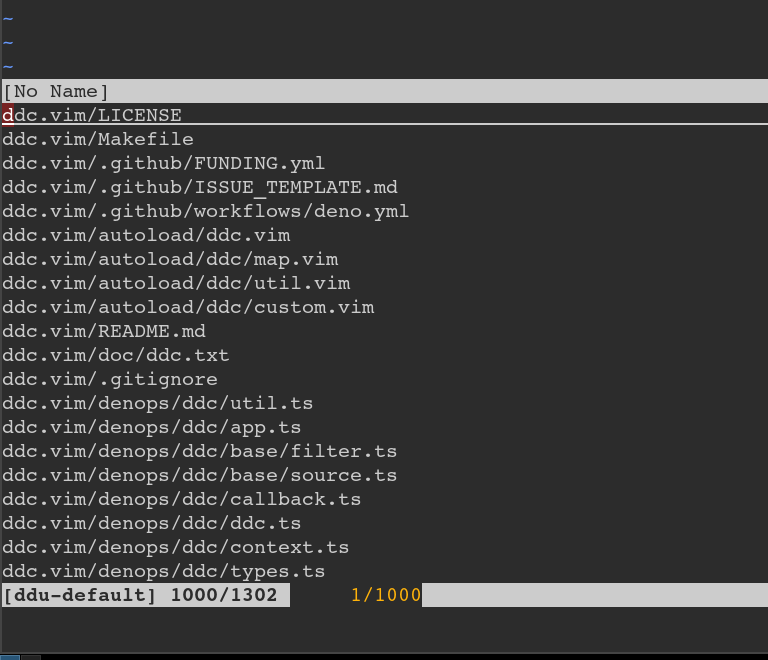 ~
~
~
[No Name]
ddc.vim/LICENSE
ddc.vim/Makefile
ddc.vim/.github/FUNDING.yml
ddc.vim/.github/ISSUE_TEMPLATE.md
ddc.vim/.github/workflows/deno.yml
ddc.vim/autoload/ddc.vim
ddc.vim/autoload/ddc/map.vim
ddc.vim/autoload/ddc/util.vim
ddc.vim/autoload/ddc/custom.vim
ddc.vim/README.md
ddc.vim/doc/ddc.txt
ddc.vim/.gitignore
ddc.vim/denops/ddc/util.ts
ddc.vim/denops/ddc/app.ts
ddc.vim/denops/ddc/base/filter.ts
ddc.vim/denops/ddc/base/source.ts
ddc.vim/denops/ddc/callback.ts
ddc.vim/denops/ddc/ddc.ts
ddc.vim/denops/ddc/context.ts
ddc.vim/denops/ddc/types.ts
[ddu-default] 1000/1302 1/1000